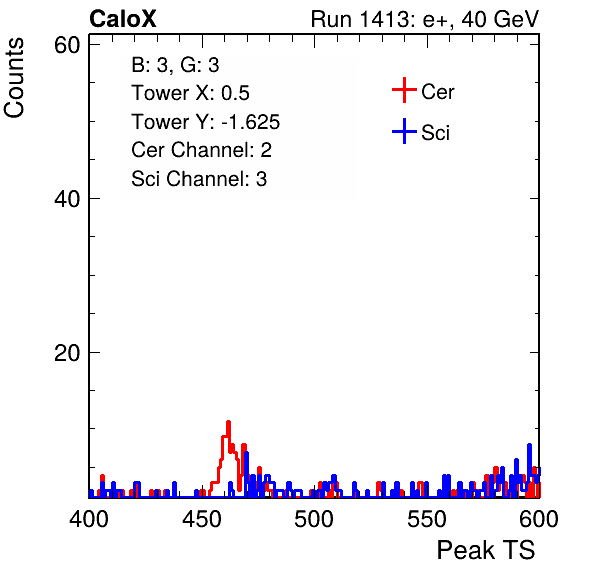 CaloX
Run 1413: e+, 40 GeV
Counts
60
40
20
B: 3, G: 3
Tower X: 0.5
Tower Y: -1.625
Cer Channel: 2
Sci Channel: 3
Cer
Sci
400 450 500 550 600
Peak TS